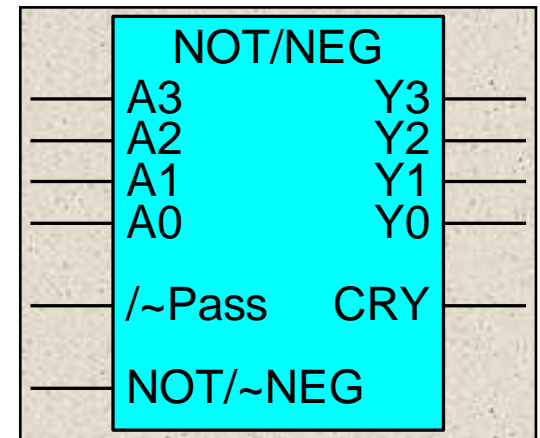 NOT/NEG
A3 Y3
A2 Y2
A1 Y1
A0 Y0
/~Pass CRY
NOT/~NEG